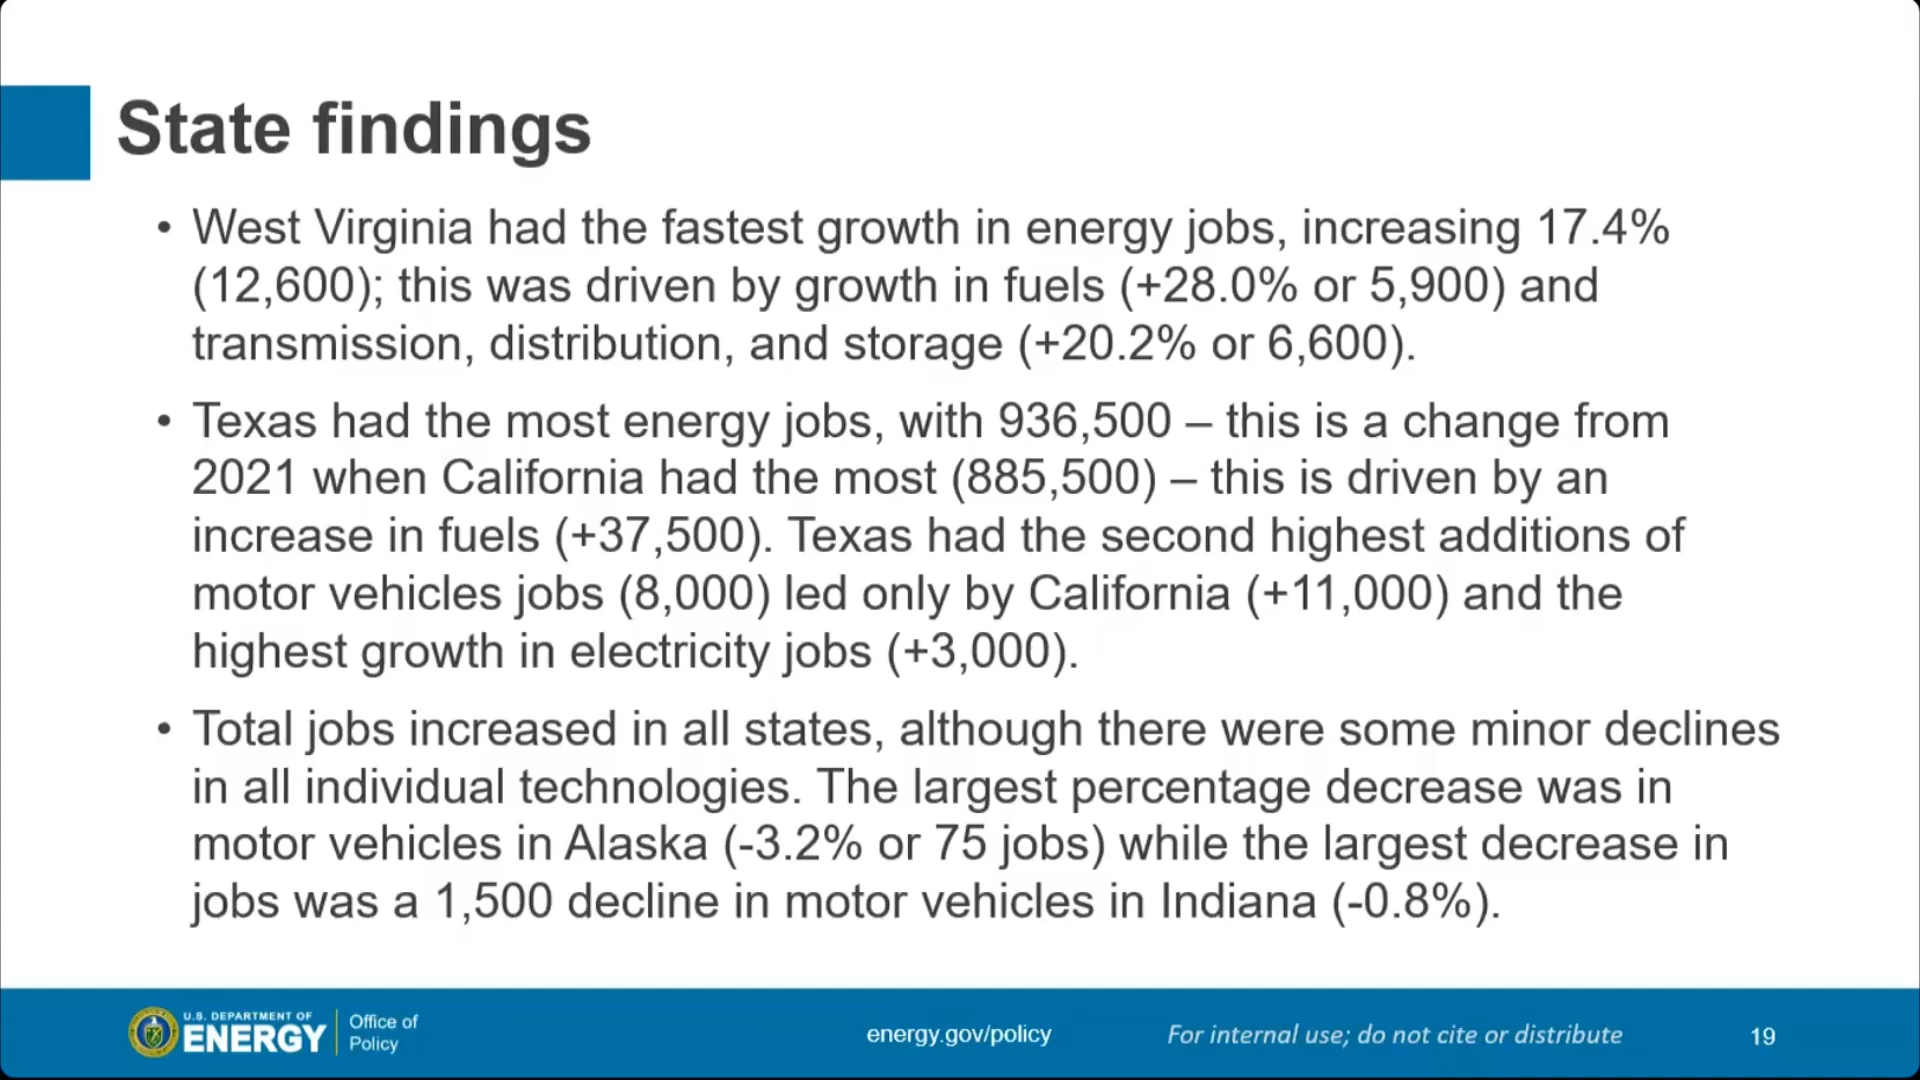 State findings
• West Virginia had the fastest growth in energy jobs, increasing 17.4%
(12,600); this was driven by growth in fuels (+28.0% or 5,900) and
transmission, distribution, and storage (+20.2% or 6,600).
• Texas had the most energy jobs, with 936,500 – this is a change from
2021 when California had the most (885,500) – this is driven by an
increase in fuels (+37,500). Texas had the second highest additions of
motor vehicles jobs (8,000) led only by California (+11,000) and the
highest growth in electricity jobs (+3,000).
• Total jobs increased in all states, although there were some minor declines
in all individual technologies. The largest percentage decrease was in
motor vehicles in Alaska (-3.2% or 75 jobs) while the largest decrease in
jobs was a 1,500 decline in motor vehicles in Indiana (-0.8%).
U.S. DEPARTMENT OF
ENERGY
Office of
Policy
energy.gov/policy
For internal use; do not cite or distribute
19